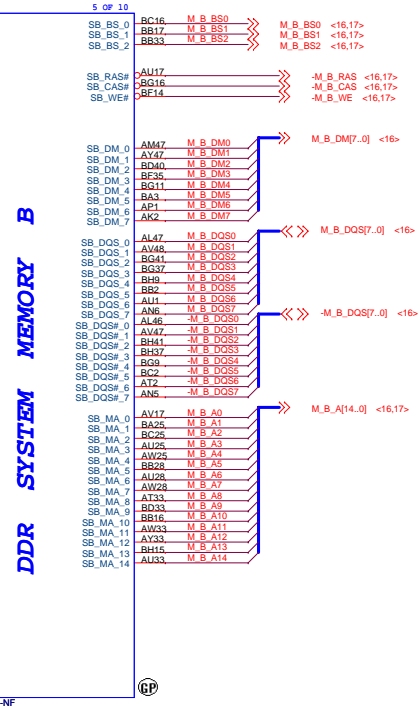 5 OF 10
SB_BS_0 BC16 M_B_BS0 M_B_BS0 <16,17>
SB_BS_1 BB17 M_B_BS1 M_B_BS1 <16,17>
SB_BS_2 BB33 M_B_BS2 M_B_BS2 <16,17>
SB_RAS# AU17 -M_B_RAS <16,17>
SB_CAS# BG16 -M_B_CAS <16,17>
SB_WE# BF14 -M_B_WE <16,17>
M_B_DM[7..0] <16>
SB_DM_0 AM47 M_B_DM0
SB_DM_1 AY47 M_B_DM1
SB_DM_2 BD40 M_B_DM2
SB_DM_3 BF35 M_B_DM3
SB_DM_4 BG11 M_B_DM4
SB_DM_5 BA3 M_B_DM5
SB_DM_6 AP1 M_B_DM6
SB_DM_7 AK2 M_B_DM7
M_B_DQS[7..0] <16>
SB_DQS_0 AL47 M_B_DQS0
SB_DQS_1 AV48 M_B_DQS1
SB_DQS_2 BG41 M_B_DQS2
SB_DQS_3 BG37 M_B_DQS3
SB_DQS_4 BH9 M_B_DQS4
SB_DQS_5 BB2 M_B_DQS5
SB_DQS_6 AU1 M_B_DQS6
SB_DQS_7 AN6 M_B_DQS7
-M_B_DQS[7..0] <16>
SB_DQS#_0 AL46 -M_B_DQS0
SB_DQS#_1 AV47 -M_B_DQS1
SB_DQS#_2 BH41 -M_B_DQS2
SB_DQS#_3 BH37 -M_B_DQS3
SB_DQS#_4 BG9 -M_B_DQS4
SB_DQS#_5 BC2 -M_B_DQS5
SB_DQS#_6 AT2 -M_B_DQS6
SB_DQS#_7 AN5 -M_B_DQS7
M_B_A[14..0] <16,17>
SB_MA_0 AV17 M_B_A0
SB_MA_1 BA25 M_B_A1
SB_MA_2 BC25 M_B_A2
SB_MA_3 AU25 M_B_A3
SB_MA_4 AW25 M_B_A4
SB_MA_5 BB28 M_B_A5
SB_MA_6 AU28 M_B_A6
SB_MA_7 AW28 M_B_A7
SB_MA_8 AT33 M_B_A8
SB_MA_9 BD33 M_B_A9
SB_MA_10 BB16 M_B_A10
SB_MA_11 AW33 M_B_A11
SB_MA_12 AY33 M_B_A12
SB_MA_13 BH15 M_B_A13
SB_MA_14 AU33 M_B_A14
DDR SYSTEM MEMORY B
GP
-NF